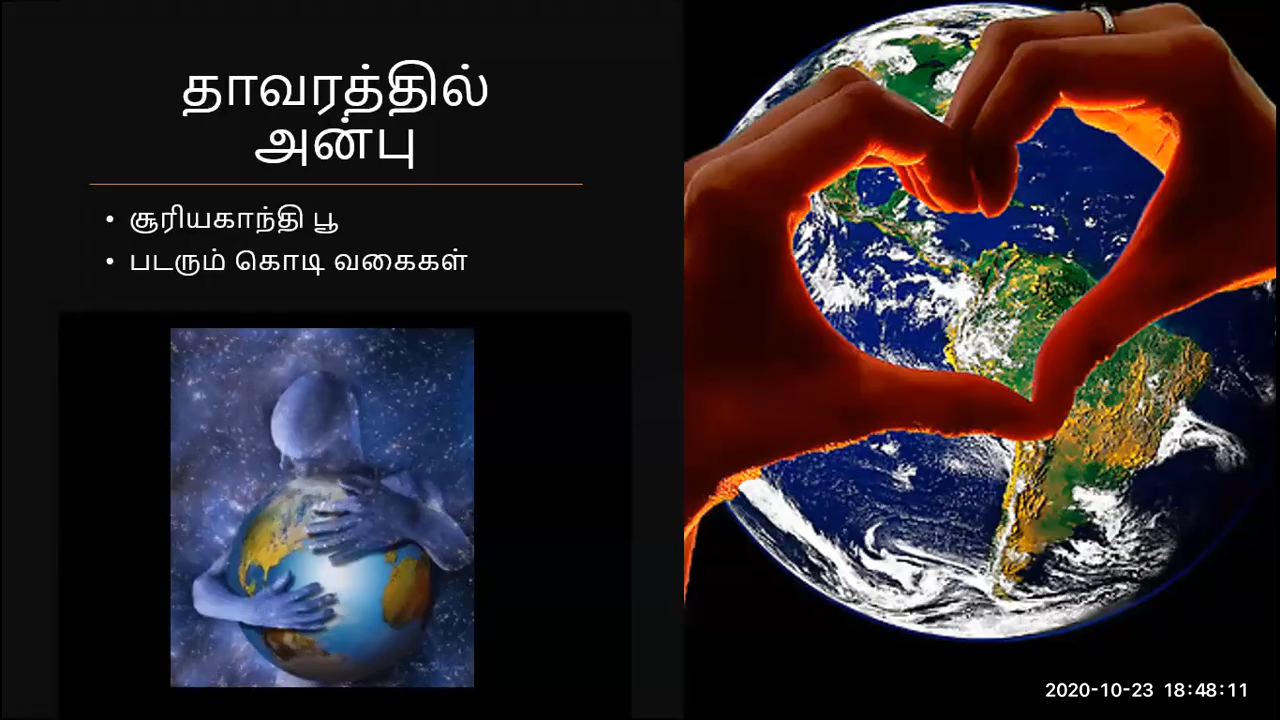 தாவரத்தில்
அன்பு
• சூரியகாந்தி பூ
• படரும் கொடி வகைகள்
2020-10-23 18:48:11